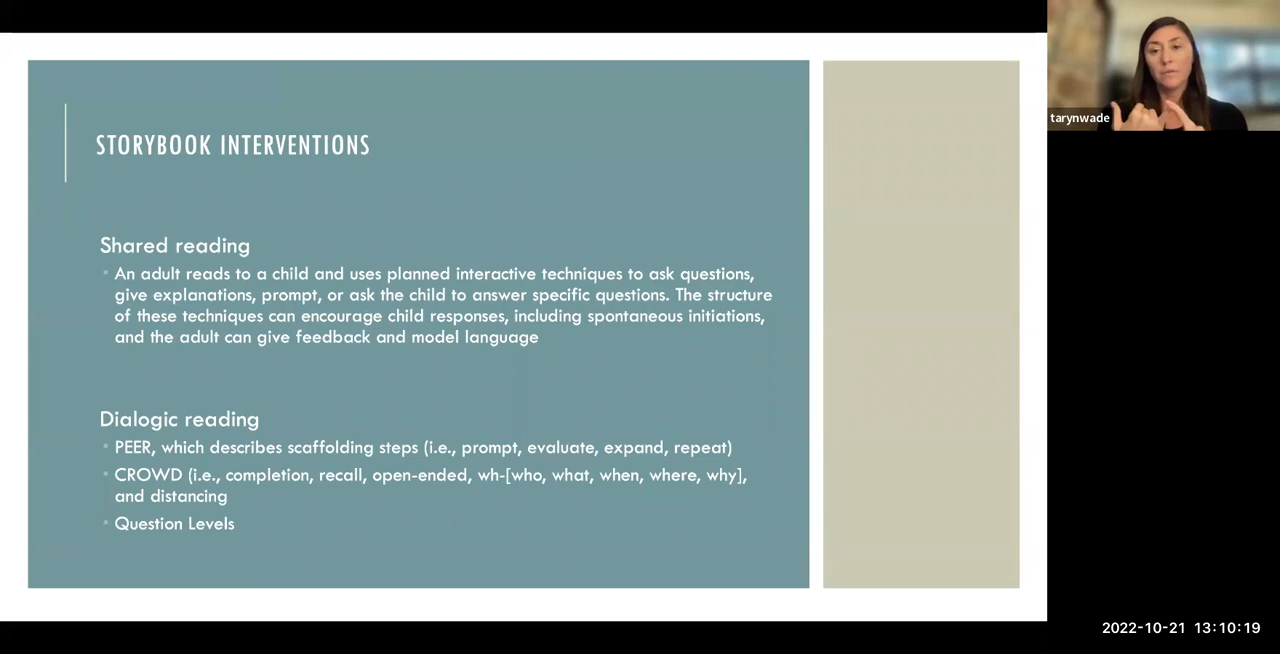 STORYBOOK INTERVENTIONS
Shared reading
An adult reads to a child and uses planned interactive techniques to ask questions,
give explanations, prompt, or ask the child to answer specific questions. The structure
of these techniques can encourage child responses, including spontaneous initiations,
and the adult can give feedback and model language
Dialogic reading
PEER, which describes scaffolding steps (i.e., prompt, evaluate, expand, repeat)
CROWD (i.e., completion, recall, open-ended, wh-[who, what, when, where, why],
and distancing
Question Levels
tarynwade
2022-10-21 13:10:19